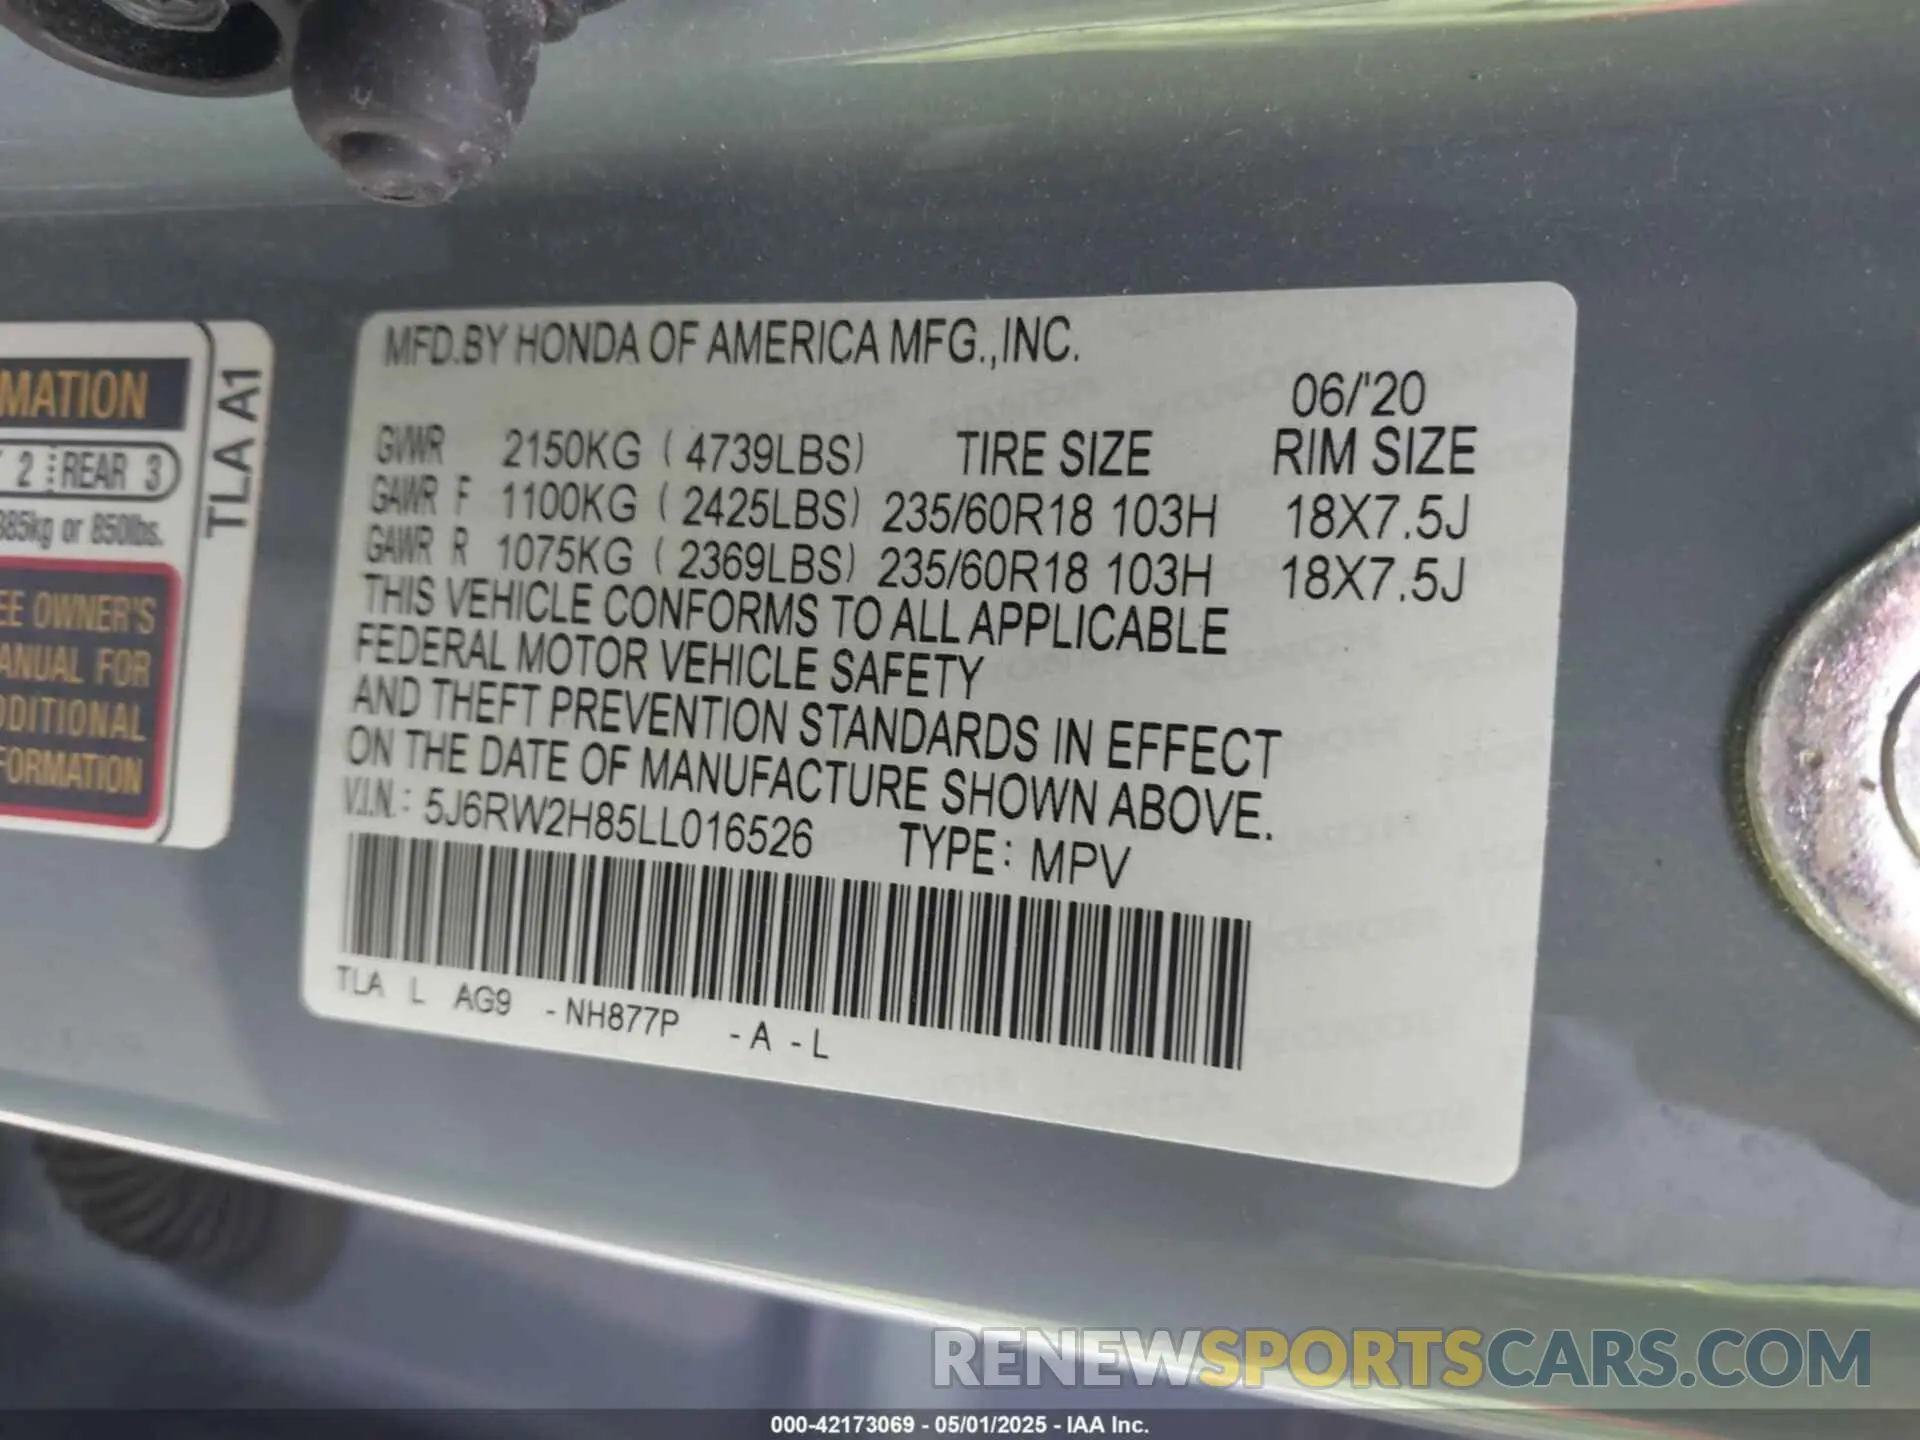 MFD.BY HONDA OF AMERICA MFG.,INC.
06/'20
GVWR 2150KG (4739LBS) TIRE SIZE RIM SIZE
GAWR F 1100KG (2425LBS) 235/60R18 103H 18X7.5J
GAWR R 1075KG (2369LBS) 235/60R18 103H 18X7.5J
THIS VEHICLE CONFORMS TO ALL APPLICABLE
FEDERAL MOTOR VEHICLE SAFETY
AND THEFT PREVENTION STANDARDS IN EFFECT
ON THE DATE OF MANUFACTURE SHOWN ABOVE.
V.I.N.: 5J6RW2H85LL016526 TYPE: MPV
TLA L AG9 -NH877P -A -L
MATION
2 REAR 3
385kg or 850lbs.
EE OWNER'S
ANUAL FOR
DDITIONAL
FORMATION
TLA A1
RENEWSPORTSCARS.COM
000-42173069 - 05/01/2025 - IAA Inc.